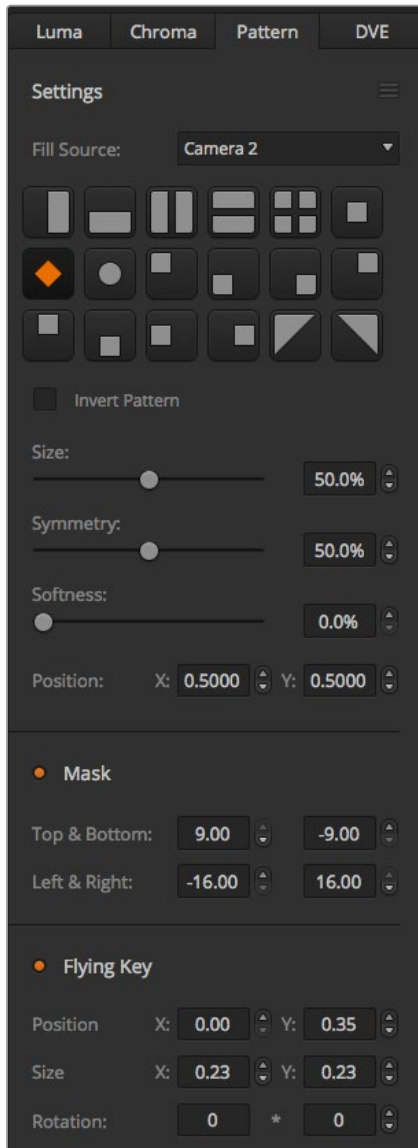 Luma Chroma Pattern DVE
Settings
Fill Source: Camera 2
Invert Pattern
Size:
50.0%
Symmetry:
50.0%
Softness:
0.0%
Position: X: 0.5000 Y: 0.5000
Mask
Top & Bottom: 9.00 -9.00
Left & Right: -16.00 16.00
Flying Key
Position X: 0.00 Y: 0.35
Size X: 0.23 Y: 0.23
Rotation: 0 * 0